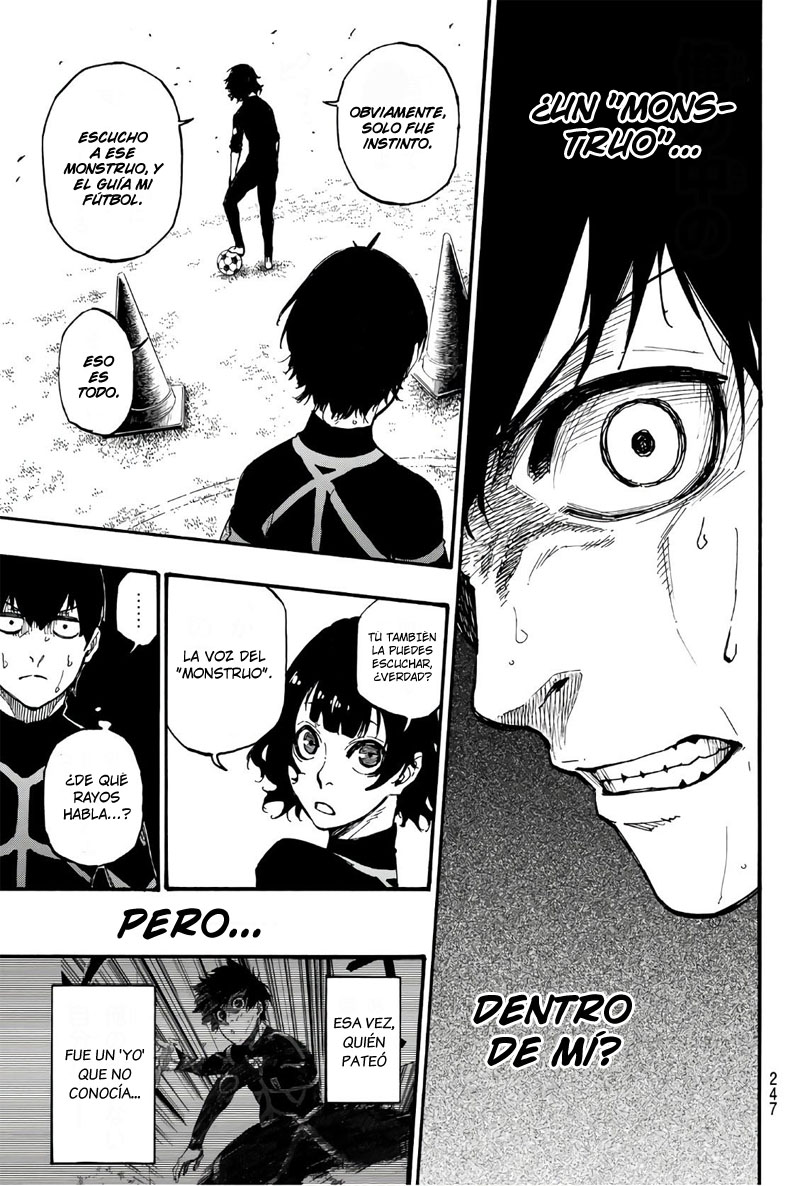 ¿UN "MONS-
TRUO"...
DENTRO
DE MÍ?
OBVIAMENTE,
SOLO FUE
INSTINTO.
ESCUCHO
A ESE
MONSTRUO, Y
EL GUÍA MI
FÚTBOL.
ESO
ES
TODO.
TÚ TAMBIÉN
LA PUEDES
ESCUCHAR,
¿VERDAD?
LA VOZ DEL
"MONSTRUO".
......
¿DE QUÉ
RAYOS
HABLA...?
PERO...
ESA VEZ,
QUIÉN
PATEÓ
FUE UN 'YO'
QUE NO
CONOCÍA...
247